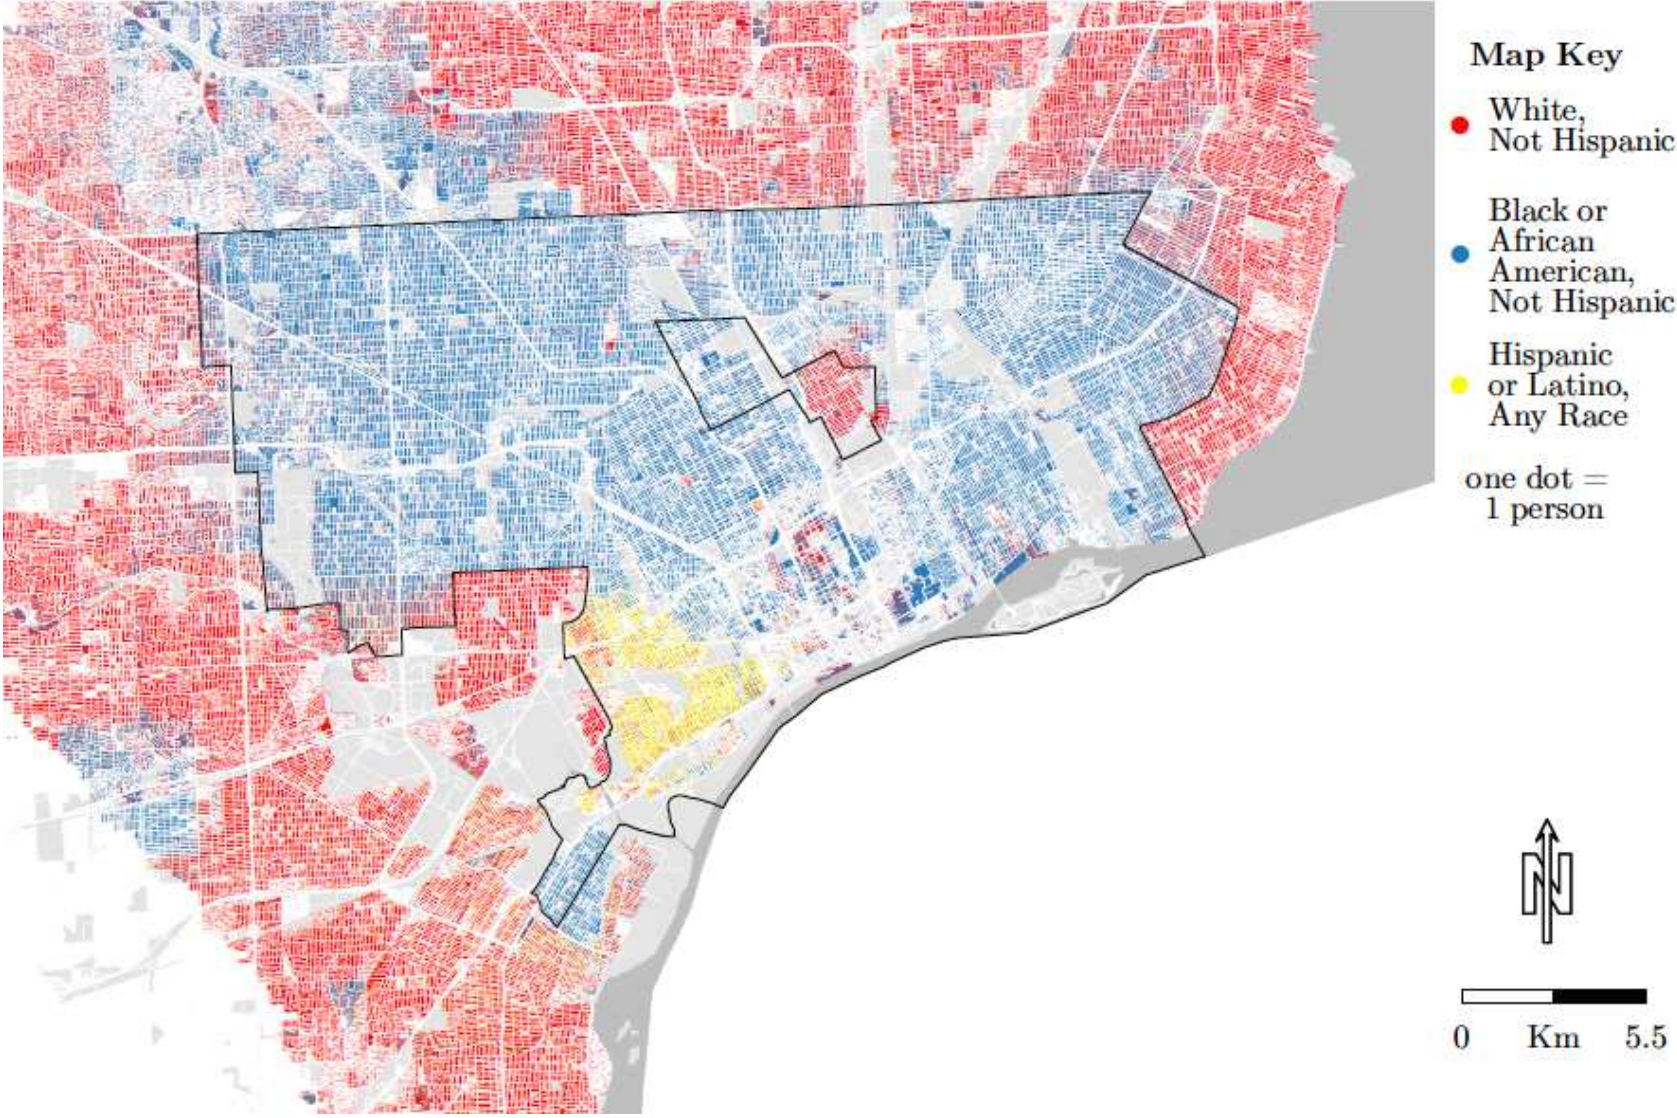 Map Key
White,
Not Hispanic
Black or
African
American,
Not Hispanic
Hispanic
or Latino,
Any Race
one dot =
1 person
N
0 Km 5.5